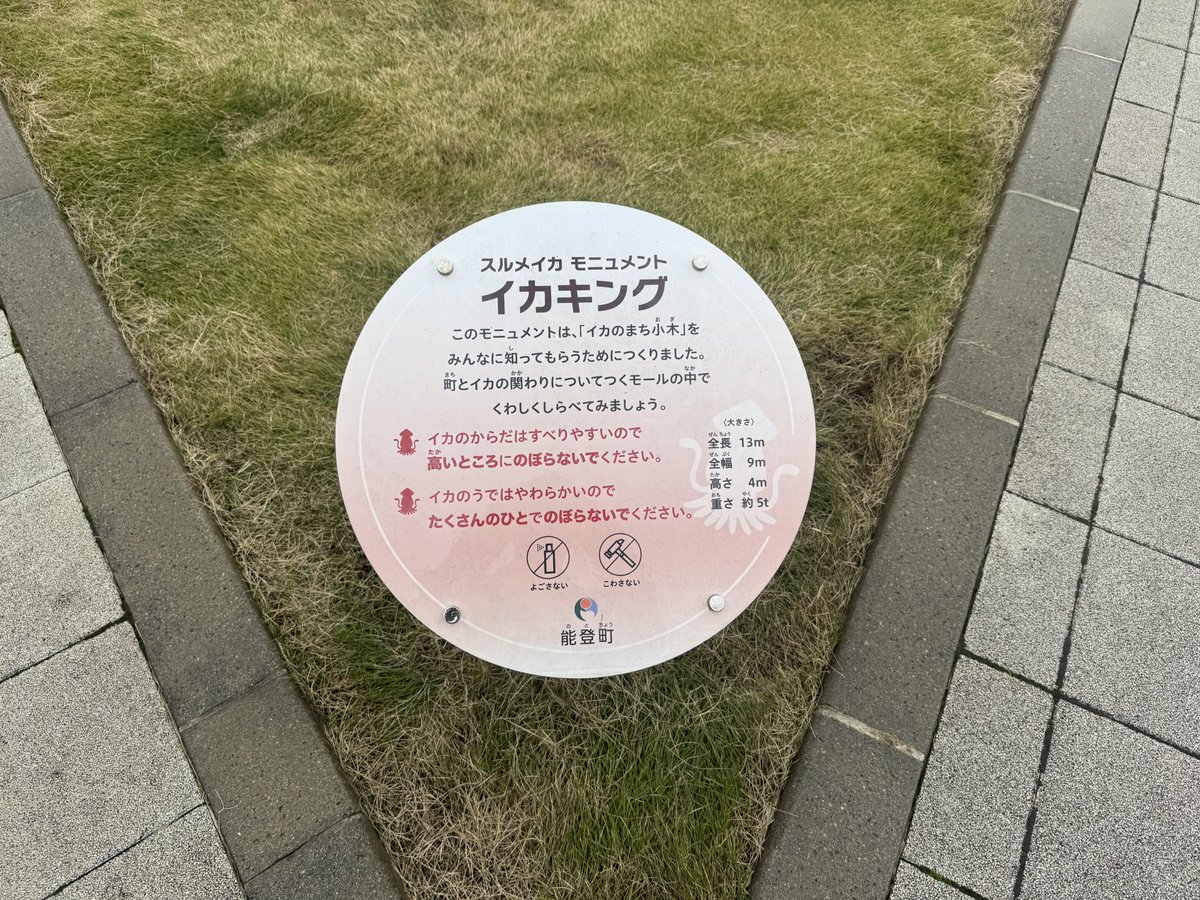 スルメイカ モニュメント
イカキング
このモニュメントは、「イカのまち小木」を
みんなに知ってもらうためにつくりました。
町とイカの関わりについてつくモールの中で
くわしくしらべてみましょう。
イカのからだはすべりやすいので
高いところにのぼらないでください。
イカのうではやわらかいので
たくさんのひとでのぼらないでください。
〈大きさ〉
全長 13m
全幅 9m
高さ 4m
重さ 約5t
よごさない
こわさない
能登町